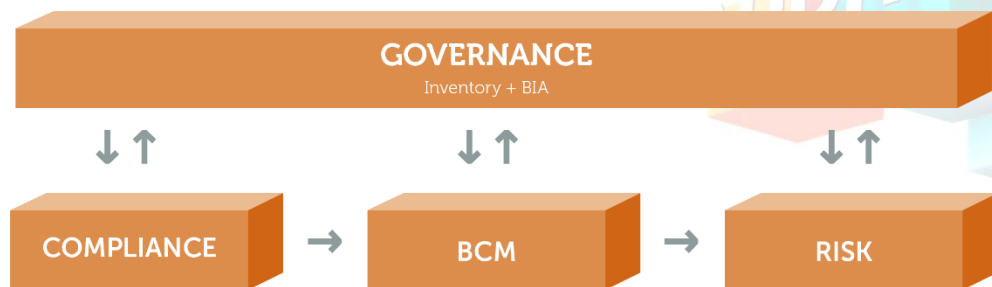 GOVERNANCE
Inventory + BIA
↓↑ ↓↑ ↓↑
COMPLIANCE → BCM → RISK